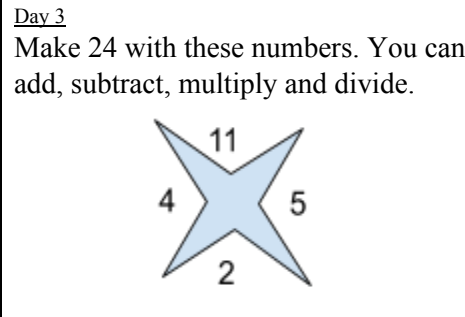 Day 3
Make 24 with these numbers. You can
add, subtract, multiply and divide.
11
4
5
2